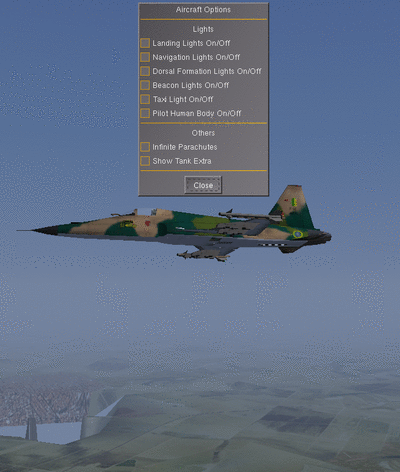 Aircraft Options
Lights
Landing Lights On/Off
Navigation Lights On/Off
Dorsal Formation Lights On/Off
Beacon Lights On/Off
Taxi Light On/Off
Pilot Human Body On/Off
Others
Infinite Parachutes
Show Tank Extra
Close